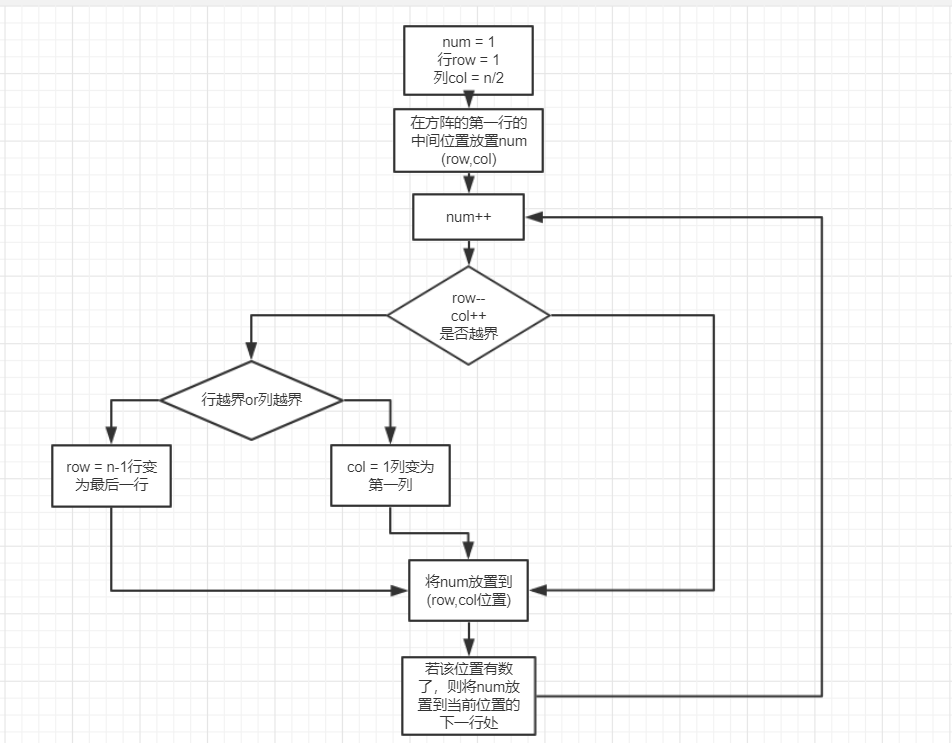 num = 1
行row = 1
列col = n/2
在方阵的第一行的
中间位置放置num
(row,col)
num++
row--
col++
是否越界
行越界or列越界
row = n-1行变
为最后一行
col = 1列变为
第一列
将num放置到
(row,col位置)
若该位置有数
了，则将num放
置到当前位置的
下一行处